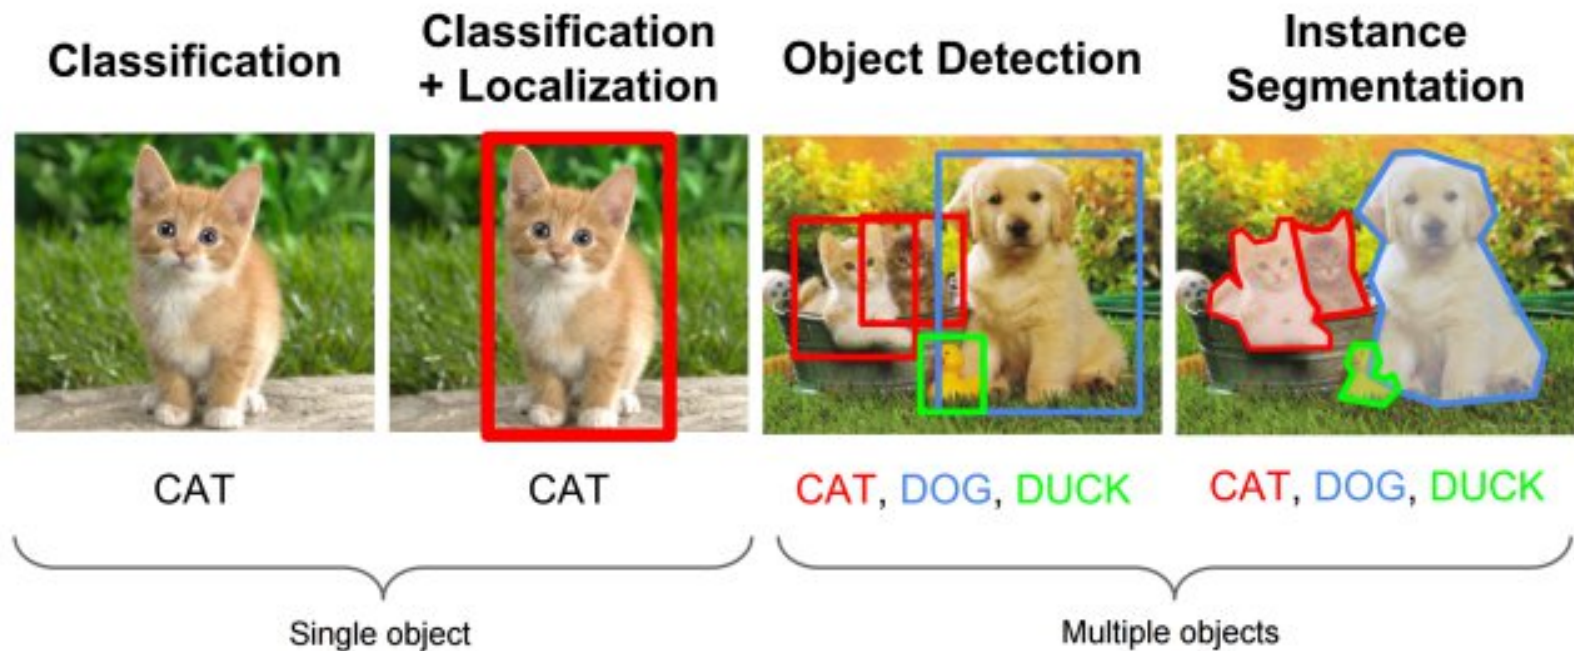 Classification
Classification
+ Localization
Object Detection
Instance
Segmentation
CAT
CAT
CAT, DOG, DUCK
CAT, DOG, DUCK
Single object
Multiple objects